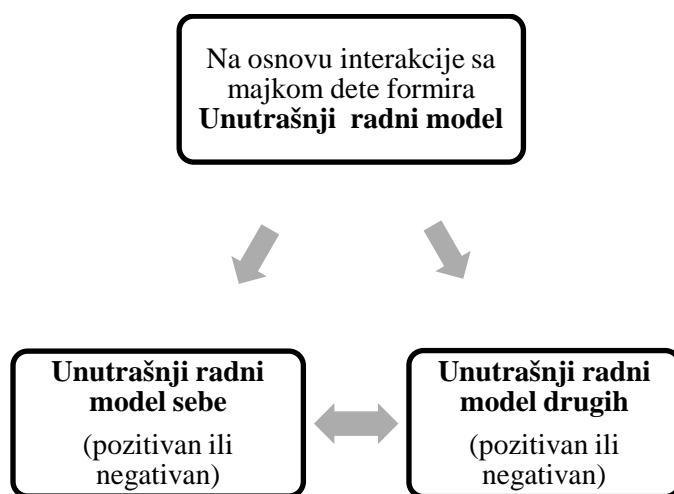 Na osnovu interakcije sa
majkom dete formira
Unutrašnji radni model
Unutrašnji radni
model sebe
(pozitivan ili
negativan)
Unutrašnji radni
model drugih
(pozitivan ili
negativan)